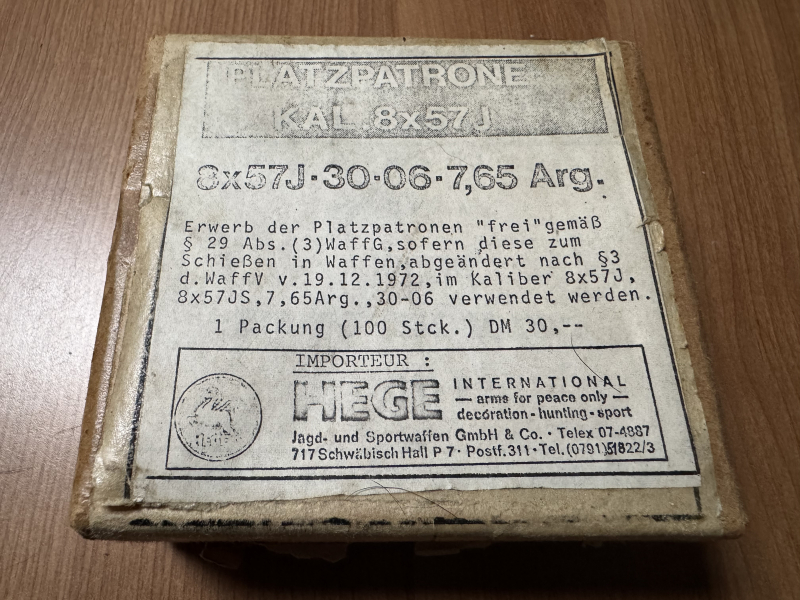 PLATZPATRONE
KAL. 8x57J
8x57J·30-06·7,65 Arg.
Erwerb der Platzpatronen "frei"gemäß
§ 29 Abs.(3)WaffG,sofern diese zum
Schießen in Waffen,abgeändert nach §3
d.WaffV v.19.12.1972,im Kaliber 8x57J,
8x57JS,7,65Arg.,30-06 verwendet werden.
1 Packung (100 Stck.) DM 30,--
IMPORTEUR :
HEGE INTERNATIONAL
— arms for peace only —
decoration - hunting - sport
Jagd- und Sportwaffen GmbH & Co. · Telex 07-4887
717 Schwäbisch Hall P 7 · Postf. 311 · Tel. (0791) 51822/3